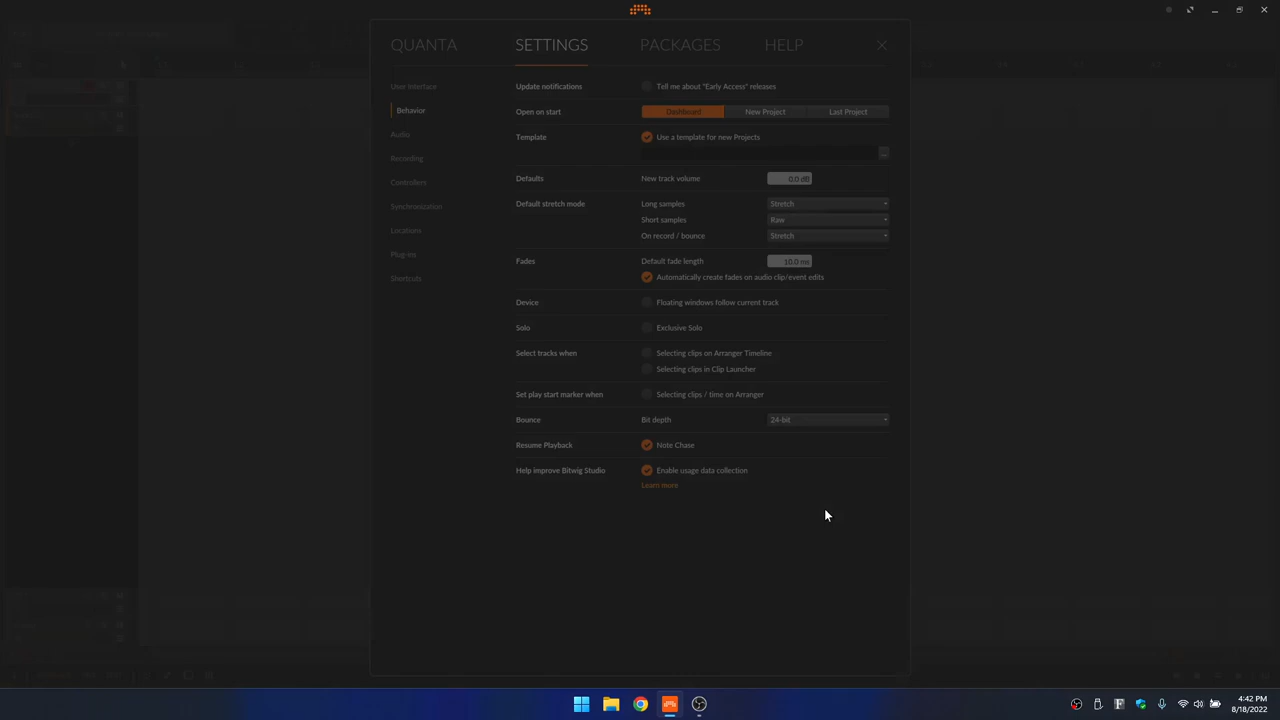 QUANTA
SETTINGS
PACKAGES
HELP
User Interface
Behavior
Audio
Recording
Controllers
Synchronization
Locations
Plug-ins
Shortcuts
Update notifications Tell me about "Early Access" releases
Open on start Dashboard New Project Last Project
Template Use a template for new Projects
...
Defaults New track volume 0.0 dB
Default stretch mode Long samples Stretch
Short samples Raw
On record / bounce Stretch
Fades Default fade length 10.0 ms
Automatically create fades on audio clip/event edits
Device Floating windows follow current track
Solo Exclusive Solo
Select tracks when Selecting clips on Arranger Timeline
Selecting clips in Clip Launcher
Set play start marker when Selecting clips / time on Arranger
Bounce Bit depth 24-bit
Resume Playback Note Chase
Help improve Bitwig Studio Enable usage data collection
Learn more
4:42 PM
8/18/2022